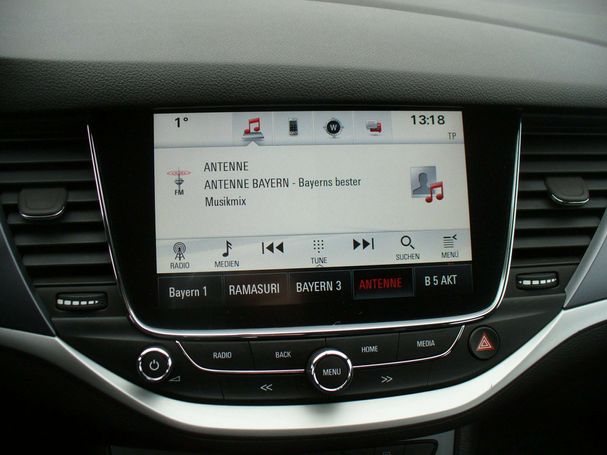 1°
W
13:18
TP
FM
ANTENNE
ANTENNE BAYERN - Bayerns bester
Musikmix
RADIO
MEDIEN
TUNE
SUCHEN
MENÜ
Bayern 1
RAMASURI
BAYERN 3
ANTENNE
B 5 AKT
RADIO
BACK
MENU
HOME
MEDIA